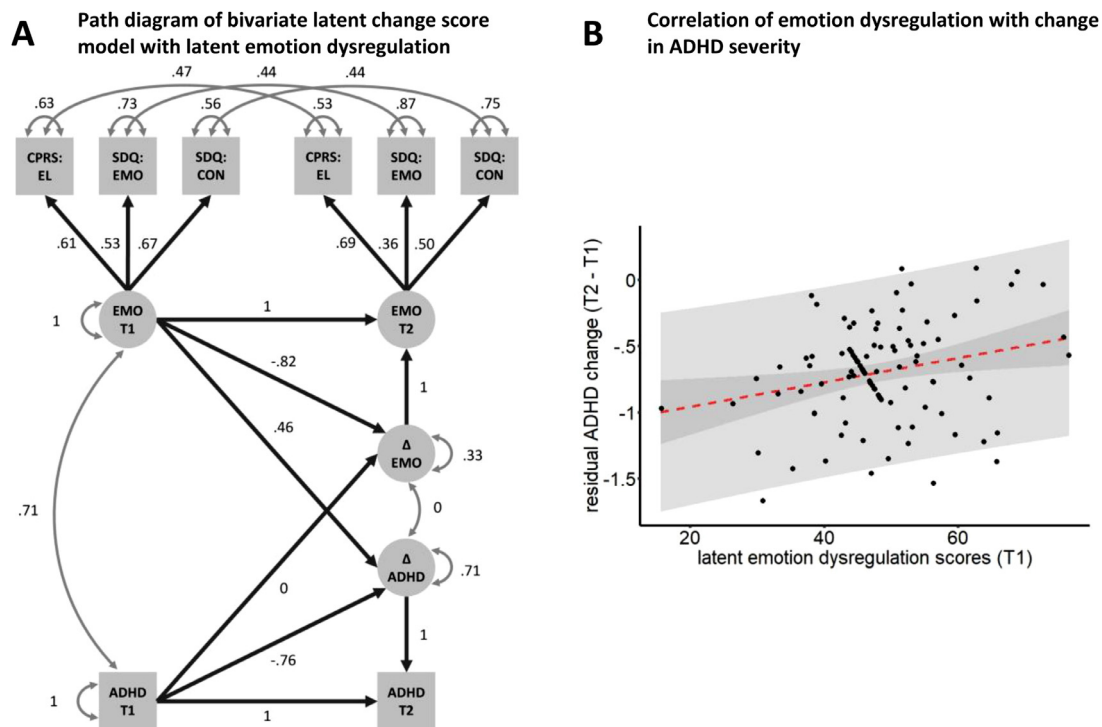 A
Path diagram of bivariate latent change score
model with latent emotion dysregulation
.47
.44
.44
.63
.73
.56
.53
.87
.75
CPRS:
EL
SDQ:
EMO
SDQ:
CON
CPRS:
EL
SDQ:
EMO
SDQ:
CON
.61
.53
.67
.69
.36
.50
1
EMO
T1
1
EMO
T2
-.82
1
.46
Δ
EMO
.33
.71
0
Δ
ADHD
.71
0
1
-.76
1
ADHD
T1
1
ADHD
T2
B
Correlation of emotion dysregulation with change
in ADHD severity
residual ADHD change (T2 - T1)
0
-.5
-1
-1.5
20
40
60
latent emotion dysregulation scores (T1)